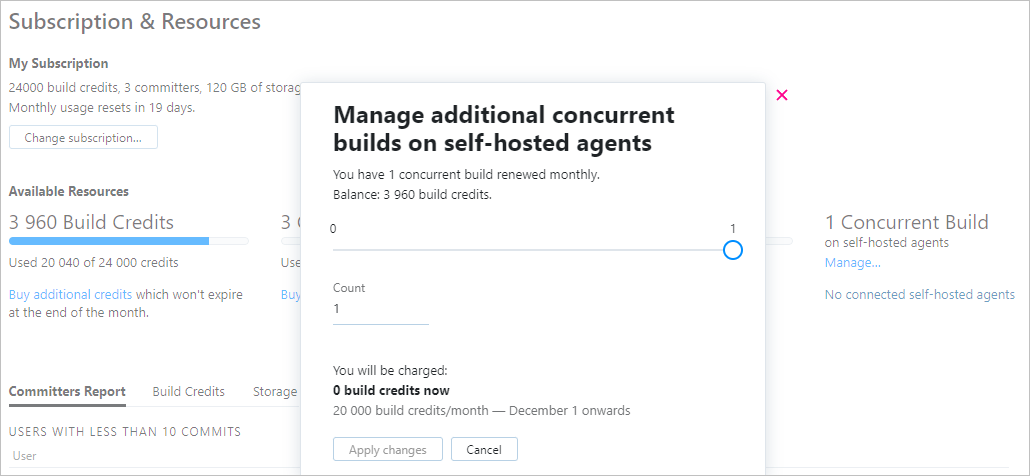 Subscription & Resources
My Subscription
24000 build credits, 3 committers, 120 GB of storag
Monthly usage resets in 19 days.
Change subscription...
Available Resources
3 960 Build Credits
Used 20 040 of 24 000 credits
Buy additional credits which won't expire
at the end of the month.
3
Use
Buy
1 Concurrent Build
on self-hosted agents
Manage...
No connected self-hosted agents
Committers Report
Build Credits
Storage
USERS WITH LESS THAN 10 COMMITS
User
Manage additional concurrent
builds on self-hosted agents
You have 1 concurrent build renewed monthly.
Balance: 3 960 build credits.
0
1
Count
1
You will be charged:
0 build credits now
20 000 build credits/month — December 1 onwards
Apply changes
Cancel